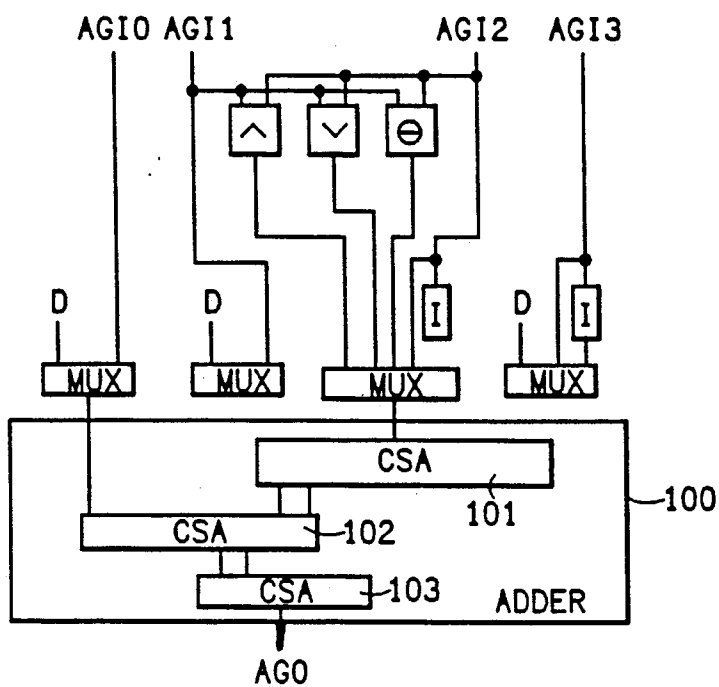 AGI0 AGI1 AGI2 AGI3
∧ ∨ ⊖
D D I D I
MUX MUX MUX MUX
CSA
101
100
CSA 102
CSA 103
ADDER
AGO